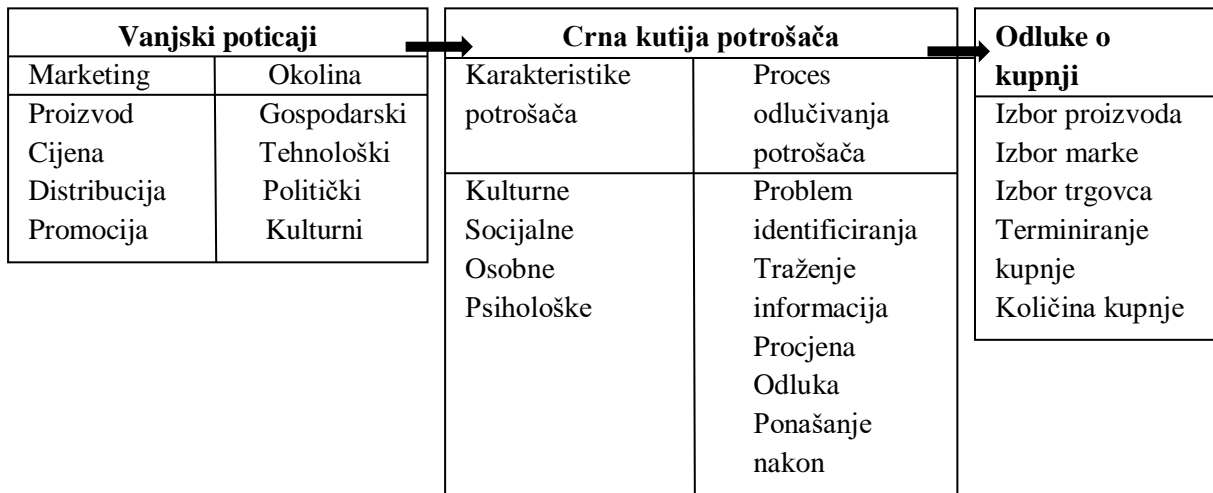 Vanjski poticaji
Marketing
Okolina
Proizvod
Cijena
Distribucija
Promocija
Gospodarski
Tehnološki
Politički
Kulturni
Crna kutija potrošača
Karakteristike
potrošača
Proces
odlučivanja
potrošača
Kulturne
Socijalne
Osobne
Psihološke
Problem
identificiranja
Traženje
informacija
Procjena
Odluka
Ponašanje
nakon
Odluke o
kupnji
Izbor proizvoda
Izbor marke
Izbor trgovca
Terminiranje
kupnje
Količina kupnje